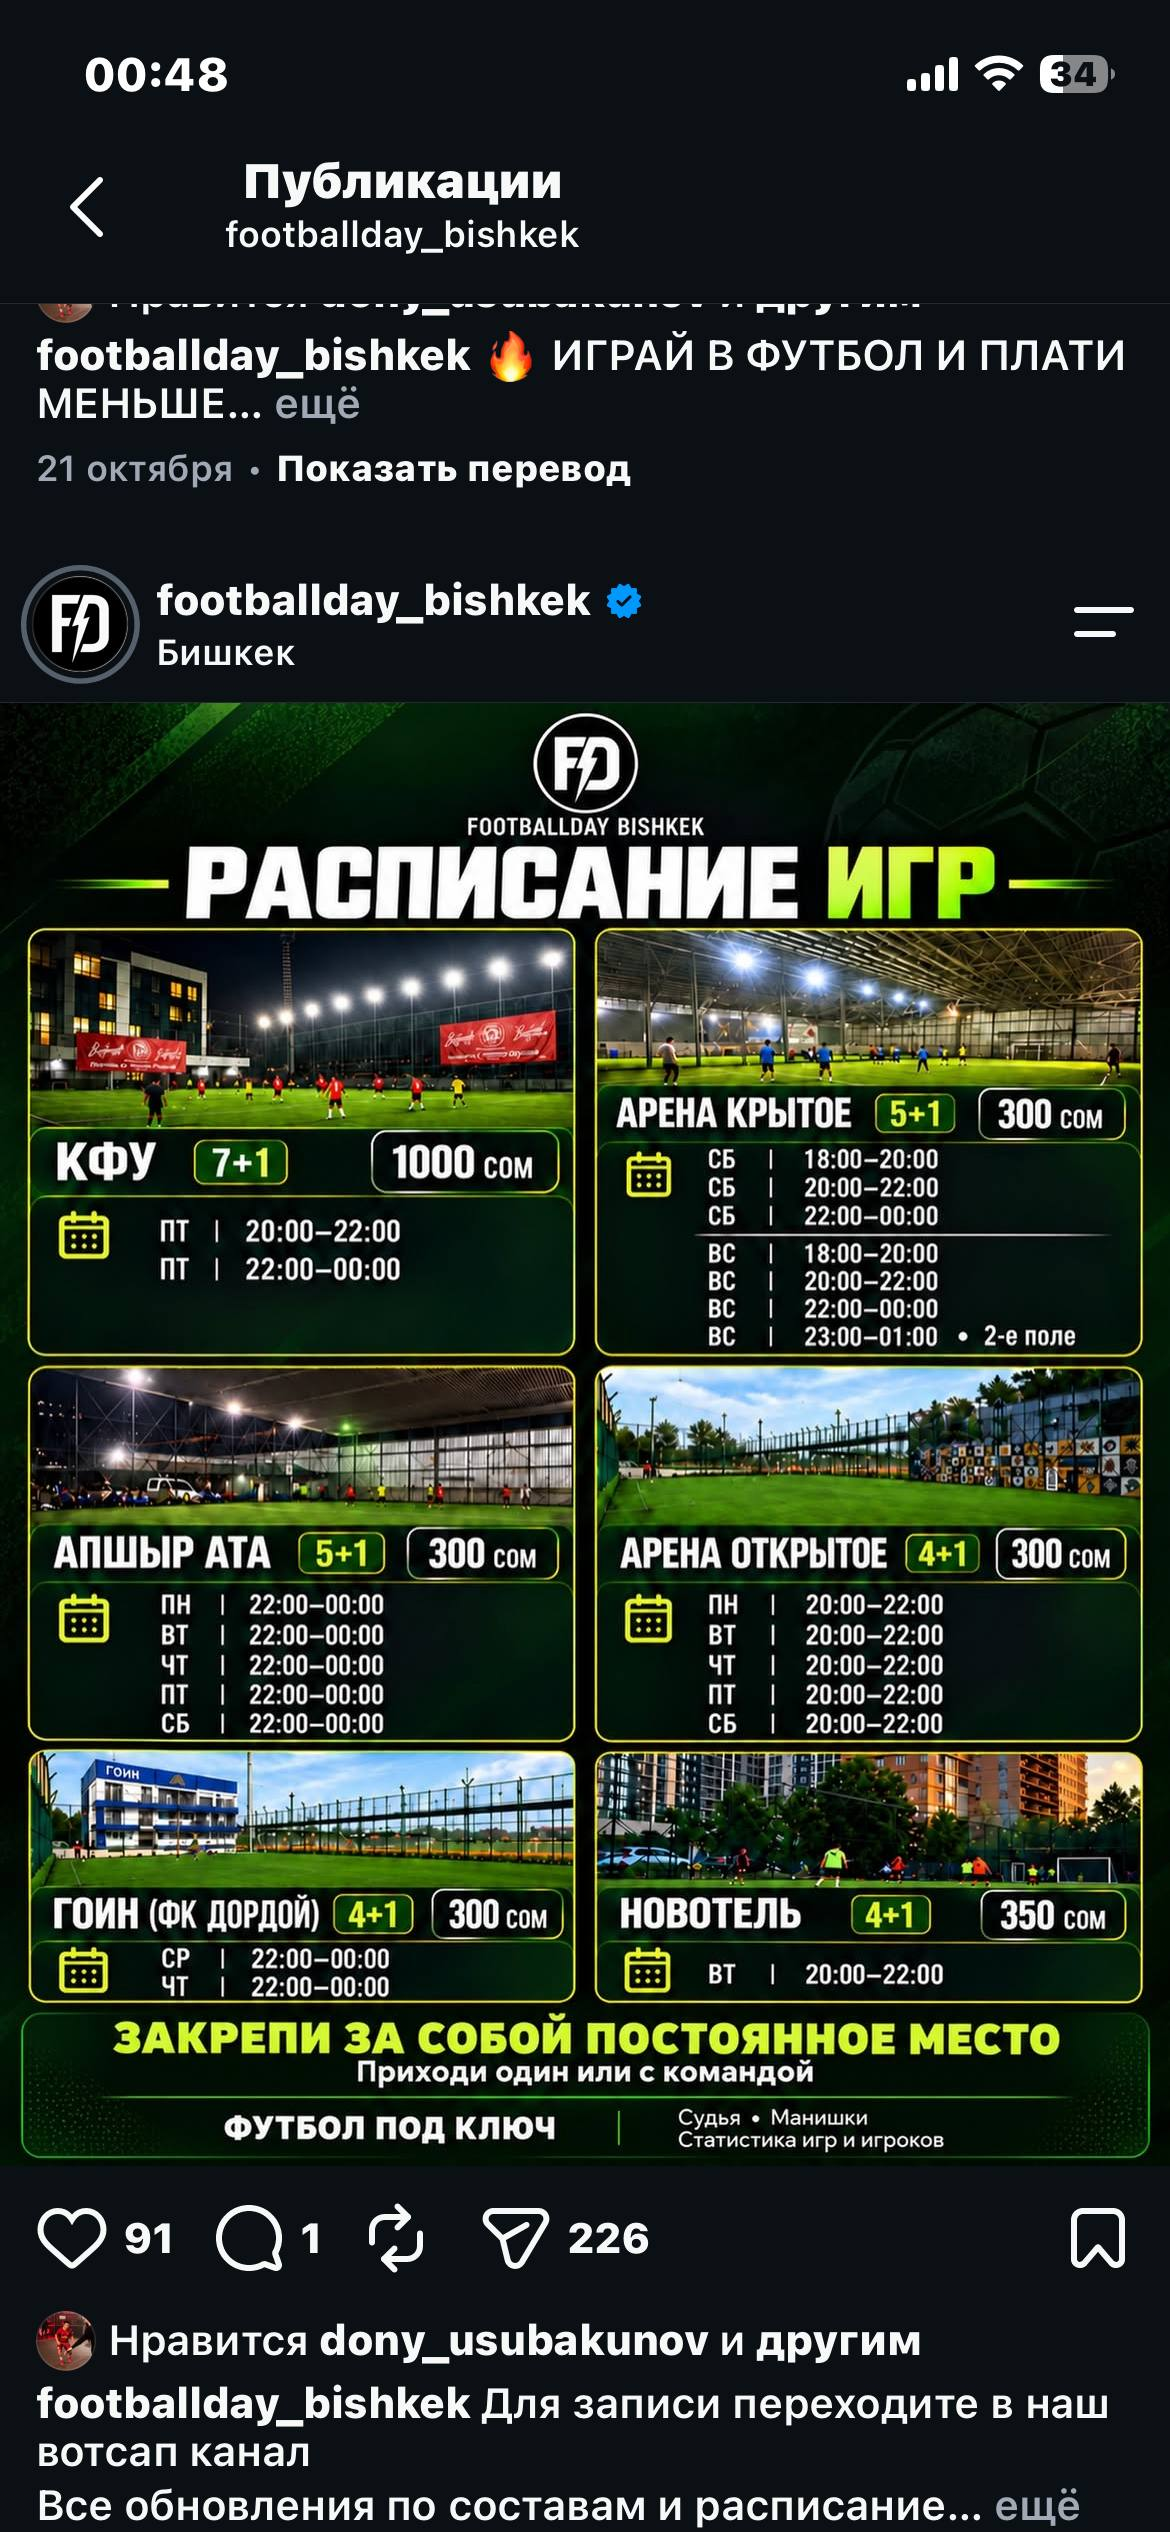 00:48
34
Публикации
footballday_bishkek
Нравится dony_usubakunov и другим
footballday_bishkek 🔥 ИГРАЙ В ФУТБОЛ И ПЛАТИ
МЕНЬШЕ... ещё
21 октября • Показать перевод
FD
footballday_bishkek
Бишкек
FD
FOOTBALLDAY BISHKEK
РАСПИСАНИЕ ИГР
КФУ 7+1 1000 СОМ
ПТ | 20:00–22:00
ПТ | 22:00–00:00
АРЕНА КРЫТОЕ 5+1 300 СОМ
СБ | 18:00–20:00
СБ | 20:00–22:00
СБ | 22:00–00:00
ВС | 18:00–20:00
ВС | 20:00–22:00
ВС | 22:00–00:00
ВС | 23:00–01:00 • 2-е поле
АПШЫР АТА 5+1 300 СОМ
ПН | 22:00–00:00
ВТ | 22:00–00:00
ЧТ | 22:00–00:00
ПТ | 22:00–00:00
СБ | 22:00–00:00
АРЕНА ОТКРЫТОЕ 4+1 300 СОМ
ПН | 20:00–22:00
ВТ | 20:00–22:00
ЧТ | 20:00–22:00
ПТ | 20:00–22:00
СБ | 20:00–22:00
ГОИН
ГОИН (ФК ДОРДОЙ) 4+1 300 СОМ
СР | 22:00–00:00
ЧТ | 22:00–00:00
НОВОТЕЛЬ 4+1 350 СОМ
ВТ | 20:00–22:00
ЗАКРЕПИ ЗА СОБОЙ ПОСТОЯННОЕ МЕСТО
Приходи один или с командой
ФУТБОЛ ПОД КЛЮЧ
Судья • Манишки
Статистика игр и игроков
91 1 226
Нравится dony_usubakunov и другим
footballday_bishkek Для записи переходите в наш
вотсап канал
Все обновления по составам и расписание... ещё